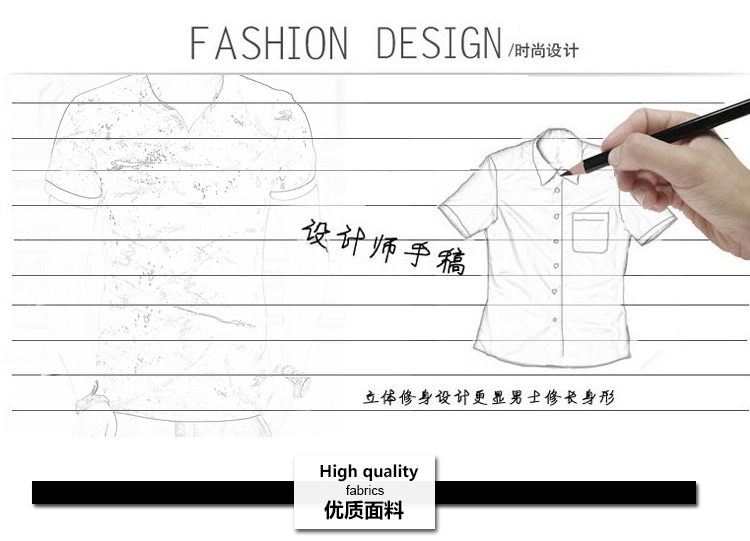 FASHION DESIGN /时尚设计
设计师手稿
立体修身设计更显男士修长身形
High quality
fabrics
优质面料